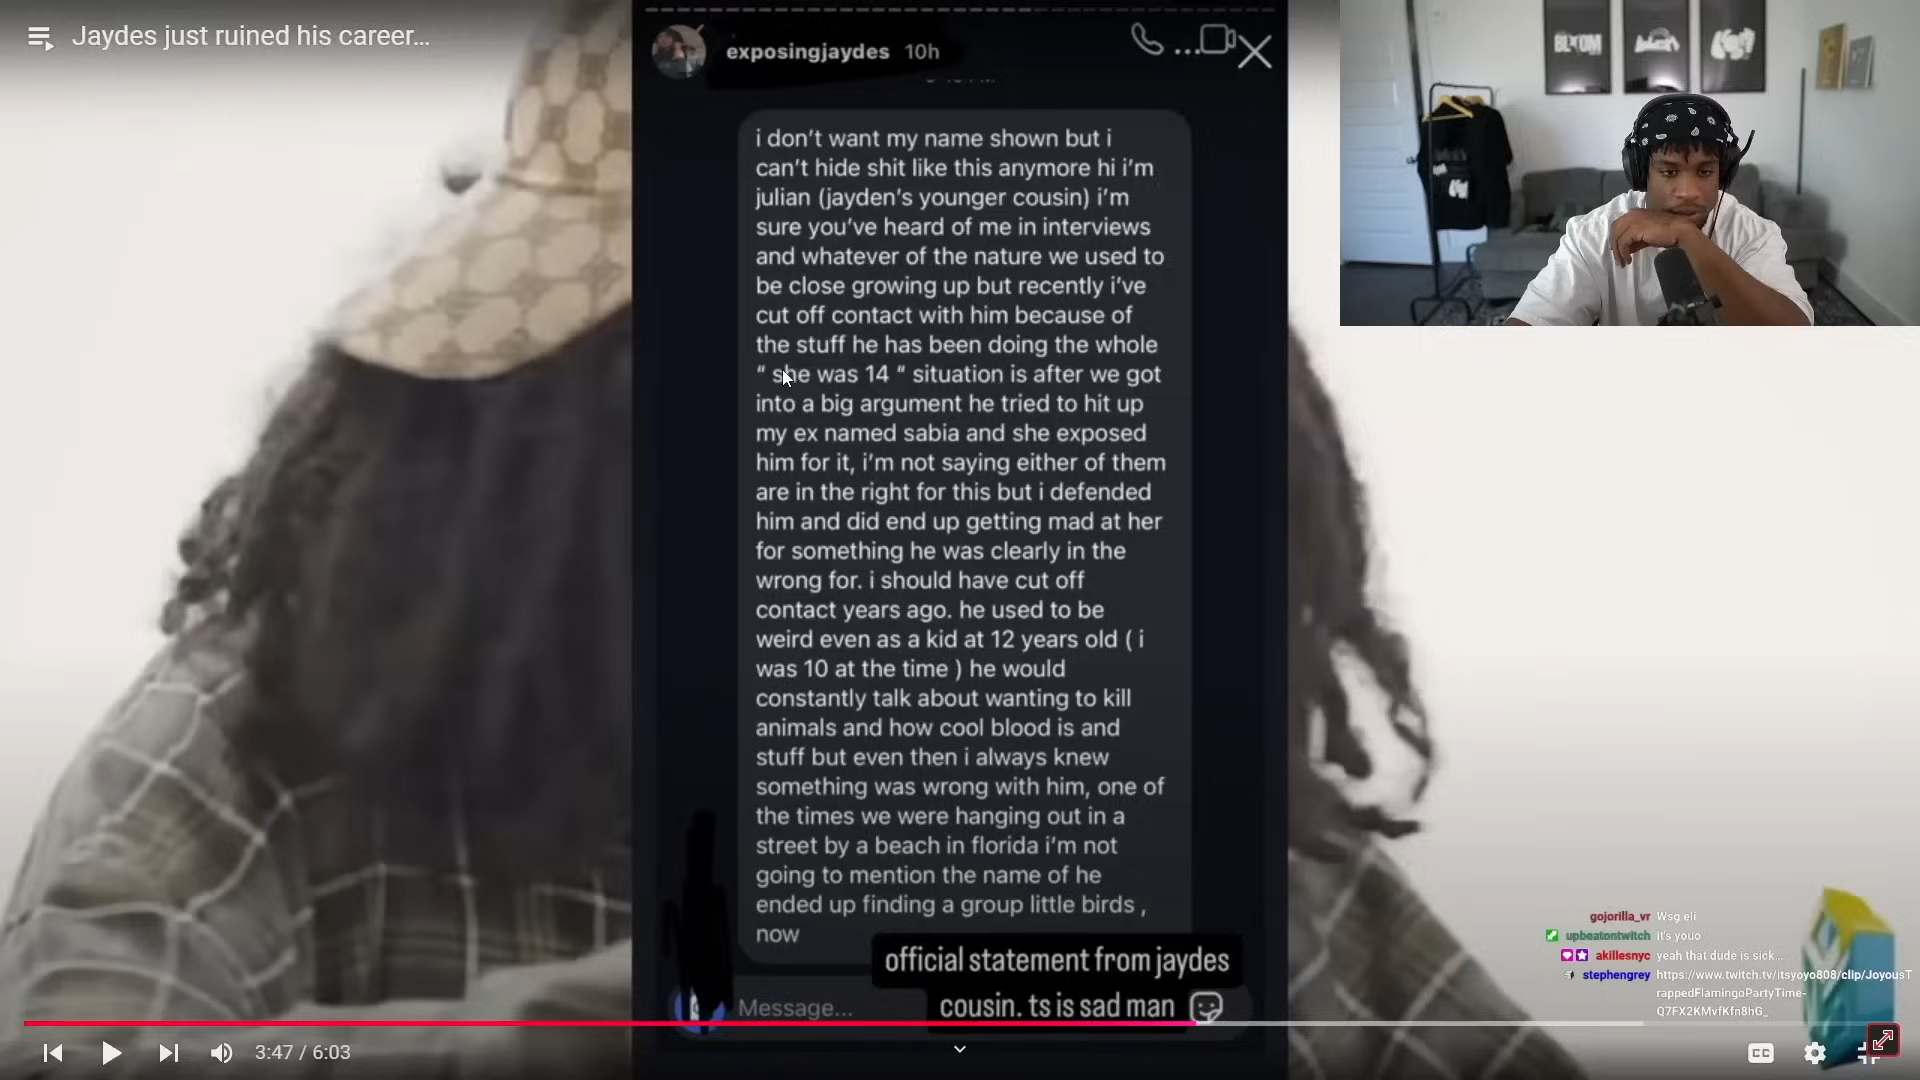 Jaydes just ruined his career...
exposingjaydes 10h
i don't want my name shown but i
can't hide shit like this anymore hi i'm
julian (jayden's younger cousin) i'm
sure you've heard of me in interviews
and whatever of the nature we used to
be close growing up but recently i've
cut off contact with him because of
the stuff he has been doing the whole
“ she was 14 “ situation is after we got
into a big argument he tried to hit up
my ex named sabia and she exposed
him for it, i'm not saying either of them
are in the right for this but i defended
him and did end up getting mad at her
for something he was clearly in the
wrong for. i should have cut off
contact years ago. he used to be
weird even as a kid at 12 years old ( i
was 10 at the time ) he would
constantly talk about wanting to kill
animals and how cool blood is and
stuff but even then i always knew
something was wrong with him, one of
the times we were hanging out in a
street by a beach in florida i'm not
going to mention the name of he
ended up finding a group little birds ,
now
official statement from jaydes
cousin. ts is sad man
Message...
BLXOM
gojorilla_vr Wsg eli
upbeatontwitch it's youo
akillesnyc yeah that dude is sick...
stephengrey https://www.twitch.tv/itsyoyo808/clip/JoyousT
rappedFlamingoPartyTime-
Q7FX2KMvfKfn8hG_
3:47 / 6:03
CC